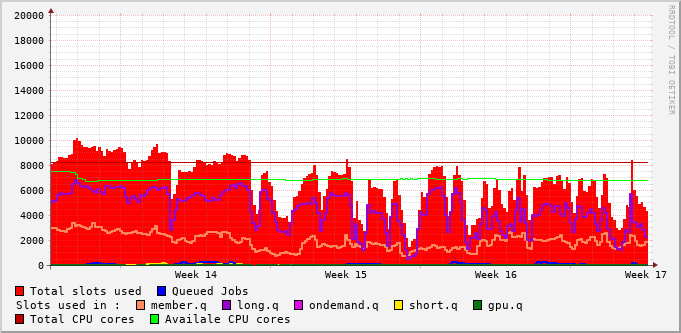 20000
18000
16000
14000
12000
10000
8000
6000
4000
2000
0
Week 14 Week 15 Week 16 Week 17
Total slots used Queued Jobs
Slots used in : member.q long.q ondemand.q short.q gpu.q
Total CPU cores Availale CPU cores
RRDTOOL / TOBI OETIKER